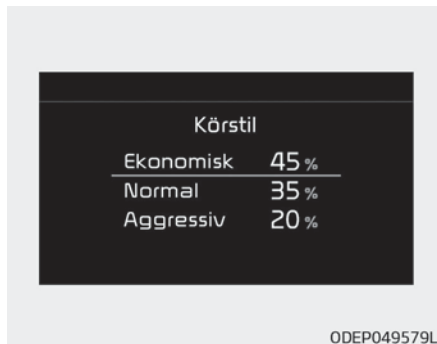 Körstil
Ekonomisk 45 %
Normal 35 %
Aggressiv 20 %
ODEP049579L